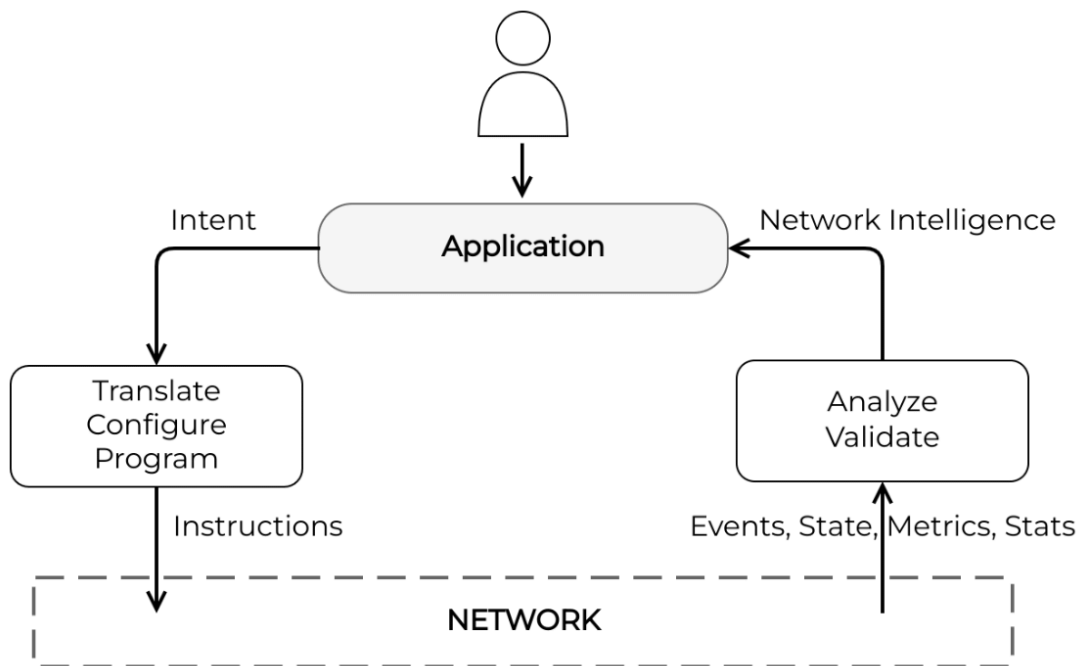 Intent
Network Intelligence
Application
Translate
Configure
Program
Analyze
Validate
Instructions
Events, State, Metrics, Stats
NETWORK